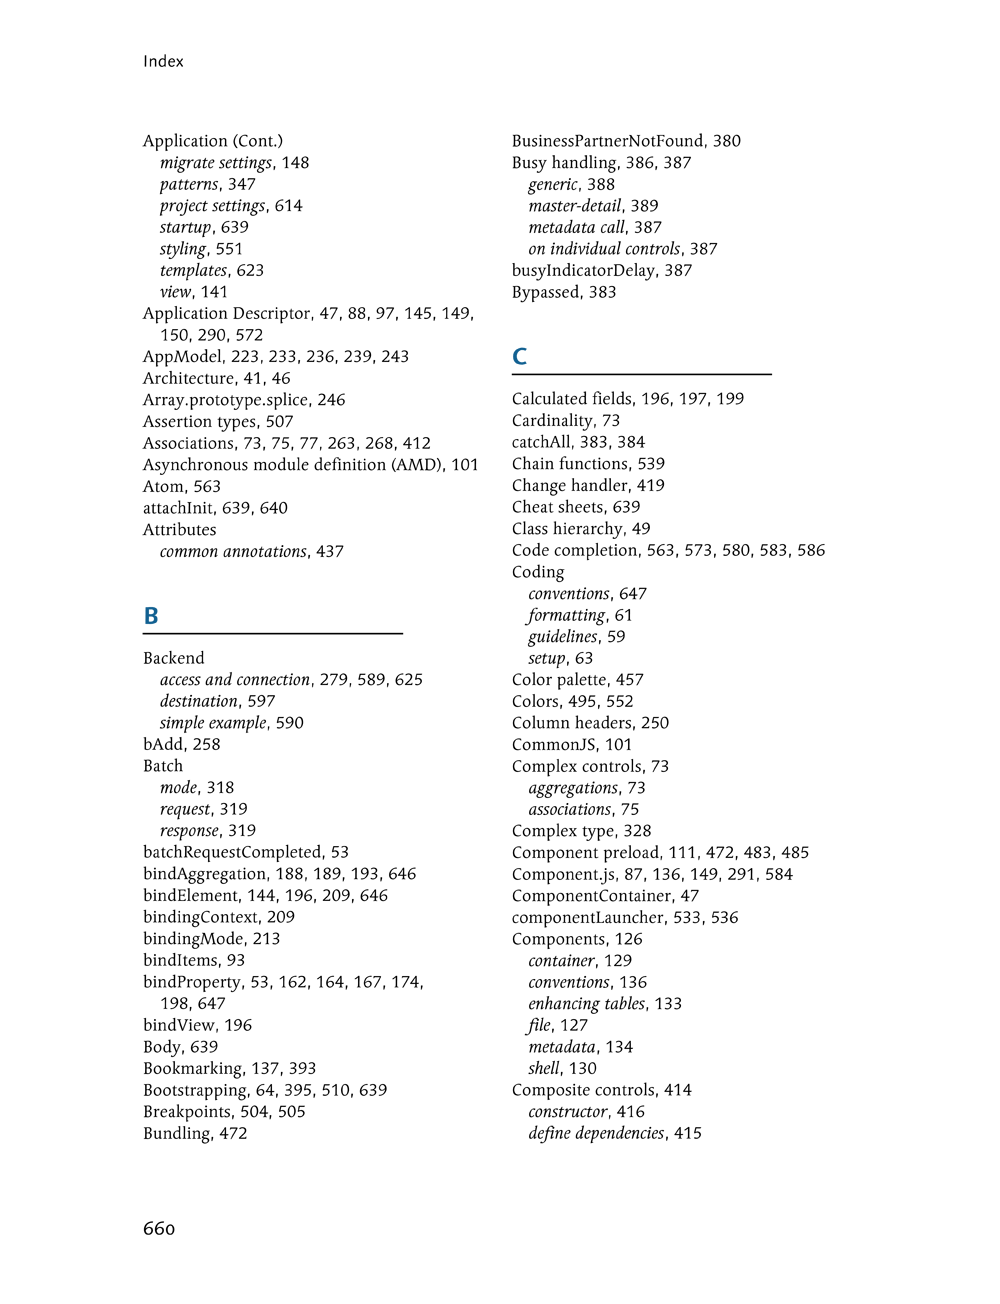 Index
Application (Cont.)
migrate settings, 148
patterns, 347
project settings, 614
startup, 639
styling, 551
templates, 623
view, 141
Application Descriptor, 47, 88, 97, 145, 149,
150, 290, 572
AppModel, 223, 233, 236, 239, 243
Architecture, 41, 46
Array.prototype.splice, 246
Assertion types, 507
Associations, 73, 75, 77, 263, 268, 412
Asynchronous module definition (AMD), 101
Atom, 563
attachInit, 639, 640
Attributes
common annotations, 437
B
Backend
access and connection, 279, 589, 625
destination, 597
simple example, 590
bAdd, 258
Batch
mode, 318
request, 319
response, 319
batchRequestCompleted, 53
bindAggregation, 188, 189, 193, 646
bindElement, 144, 196, 209, 646
bindingContext, 209
bindingMode, 213
bindItems, 93
bindProperty, 53, 162, 164, 167, 174,
198, 647
bindView, 196
Body, 639
Bookmarking, 137, 393
Bootstrapping, 64, 395, 510, 639
Breakpoints, 504, 505
Bundling, 472
BusinessPartnerNotFound, 380
Busy handling, 386, 387
generic, 388
master-detail, 389
metadata call, 387
on individual controls, 387
busyIndicatorDelay, 387
Bypassed, 383
C
Calculated fields, 196, 197, 199
Cardinality, 73
catchAll, 383, 384
Chain functions, 539
Change handler, 419
Cheat sheets, 639
Class hierarchy, 49
Code completion, 563, 573, 580, 583, 586
Coding
conventions, 647
formatting, 61
guidelines, 59
setup, 63
Color palette, 457
Colors, 495, 552
Column headers, 250
CommonJS, 101
Complex controls, 73
aggregations, 73
associations, 75
Complex type, 328
Component preload, 111, 472, 483, 485
Component.js, 87, 136, 149, 291, 584
ComponentContainer, 47
componentLauncher, 533, 536
Components, 126
container, 129
conventions, 136
enhancing tables, 133
file, 127
metadata, 134
shell, 130
Composite controls, 414
constructor, 416
define dependencies, 415
660